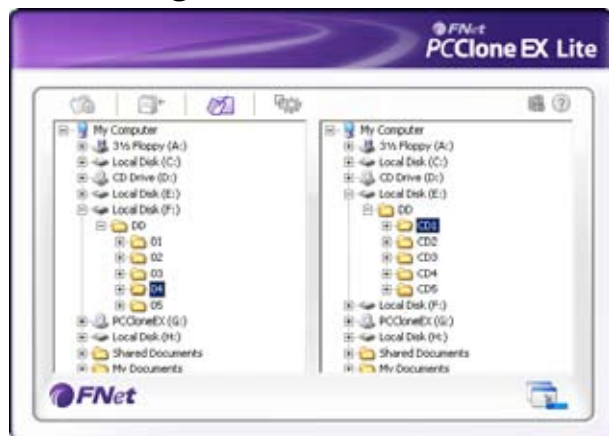 FNet
PCClone EX Lite
My Computer
3½ Floppy (A:)
Local Disk (C:)
CD Drive (D:)
Local Disk (E:)
Local Disk (F:)
DD
01
02
03
04
05
PCCloneEX (G:)
Local Disk (H:)
Shared Documents
My Documents
My Computer
3½ Floppy (A:)
Local Disk (C:)
CD Drive (D:)
Local Disk (E:)
DD
CD1
CD2
CD3
CD4
CD5
Local Disk (F:)
PCCloneEX (G:)
Local Disk (H:)
Shared Documents
My Documents
FNet